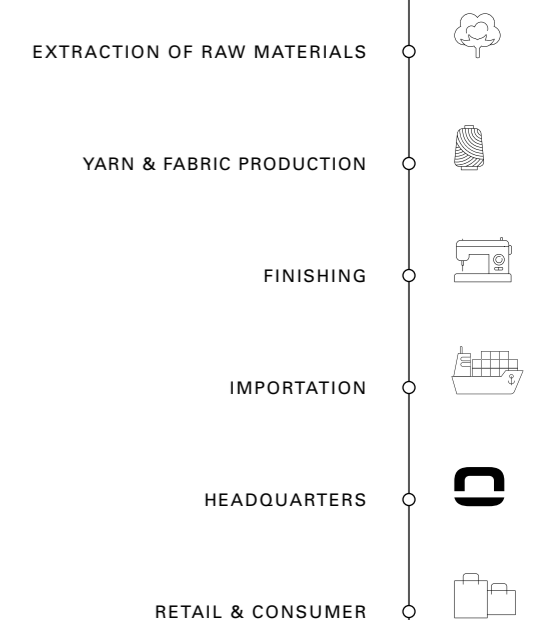 EXTRACTION OF RAW MATERIALS
YARN & FABRIC PRODUCTION
FINISHING
IMPORTATION
HEADQUARTERS
RETAIL & CONSUMER